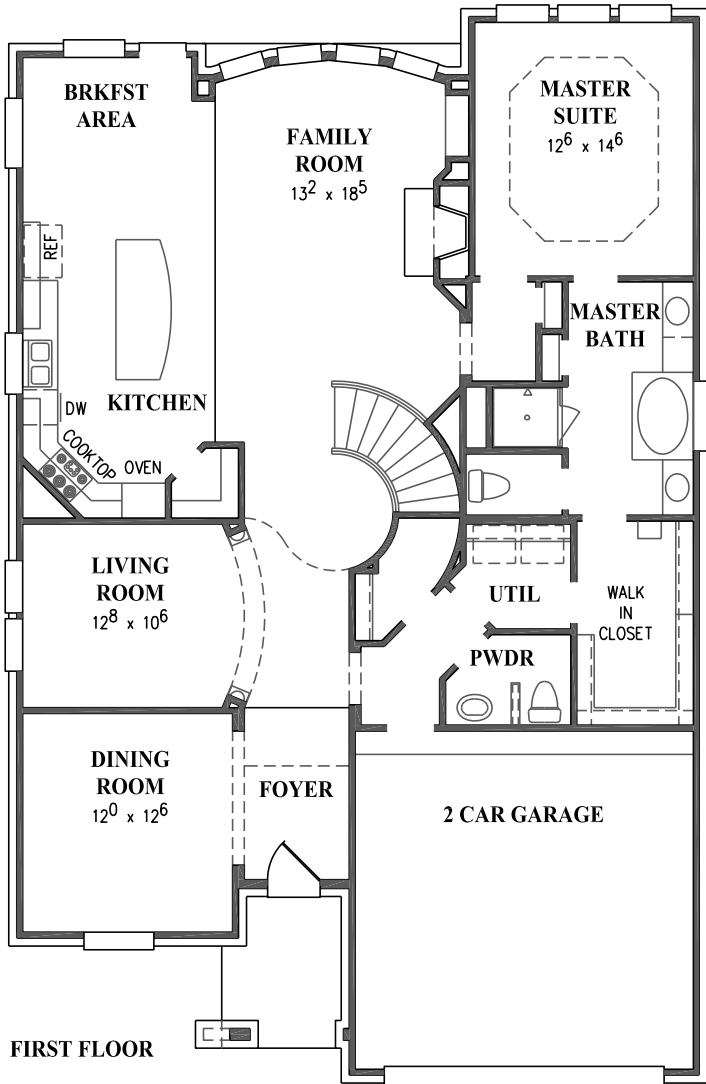 BRKFST
AREA
FAMILY
ROOM
13² x 18⁵
MASTER
SUITE
12⁶ x 14⁶
REF
MASTER
BATH
DW
KITCHEN
COOKTOP
OVEN
LIVING
ROOM
12⁸ x 10⁶
UTIL
WALK
IN
CLOSET
PWDR
DINING
ROOM
12⁰ x 12⁶
FOYER
2 CAR GARAGE
FIRST FLOOR